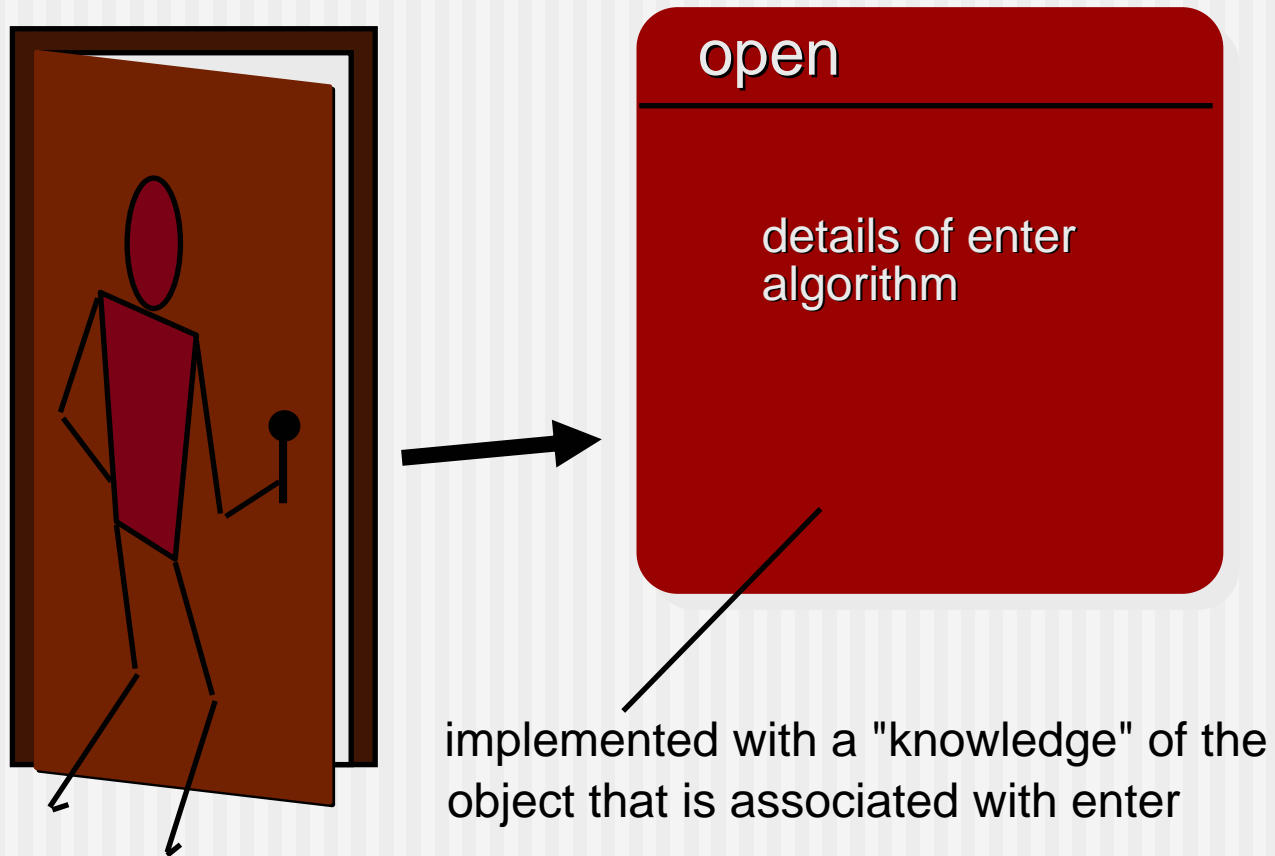 open
details of enter
algorithm
implemented with a "knowledge" of the
object that is associated with enter